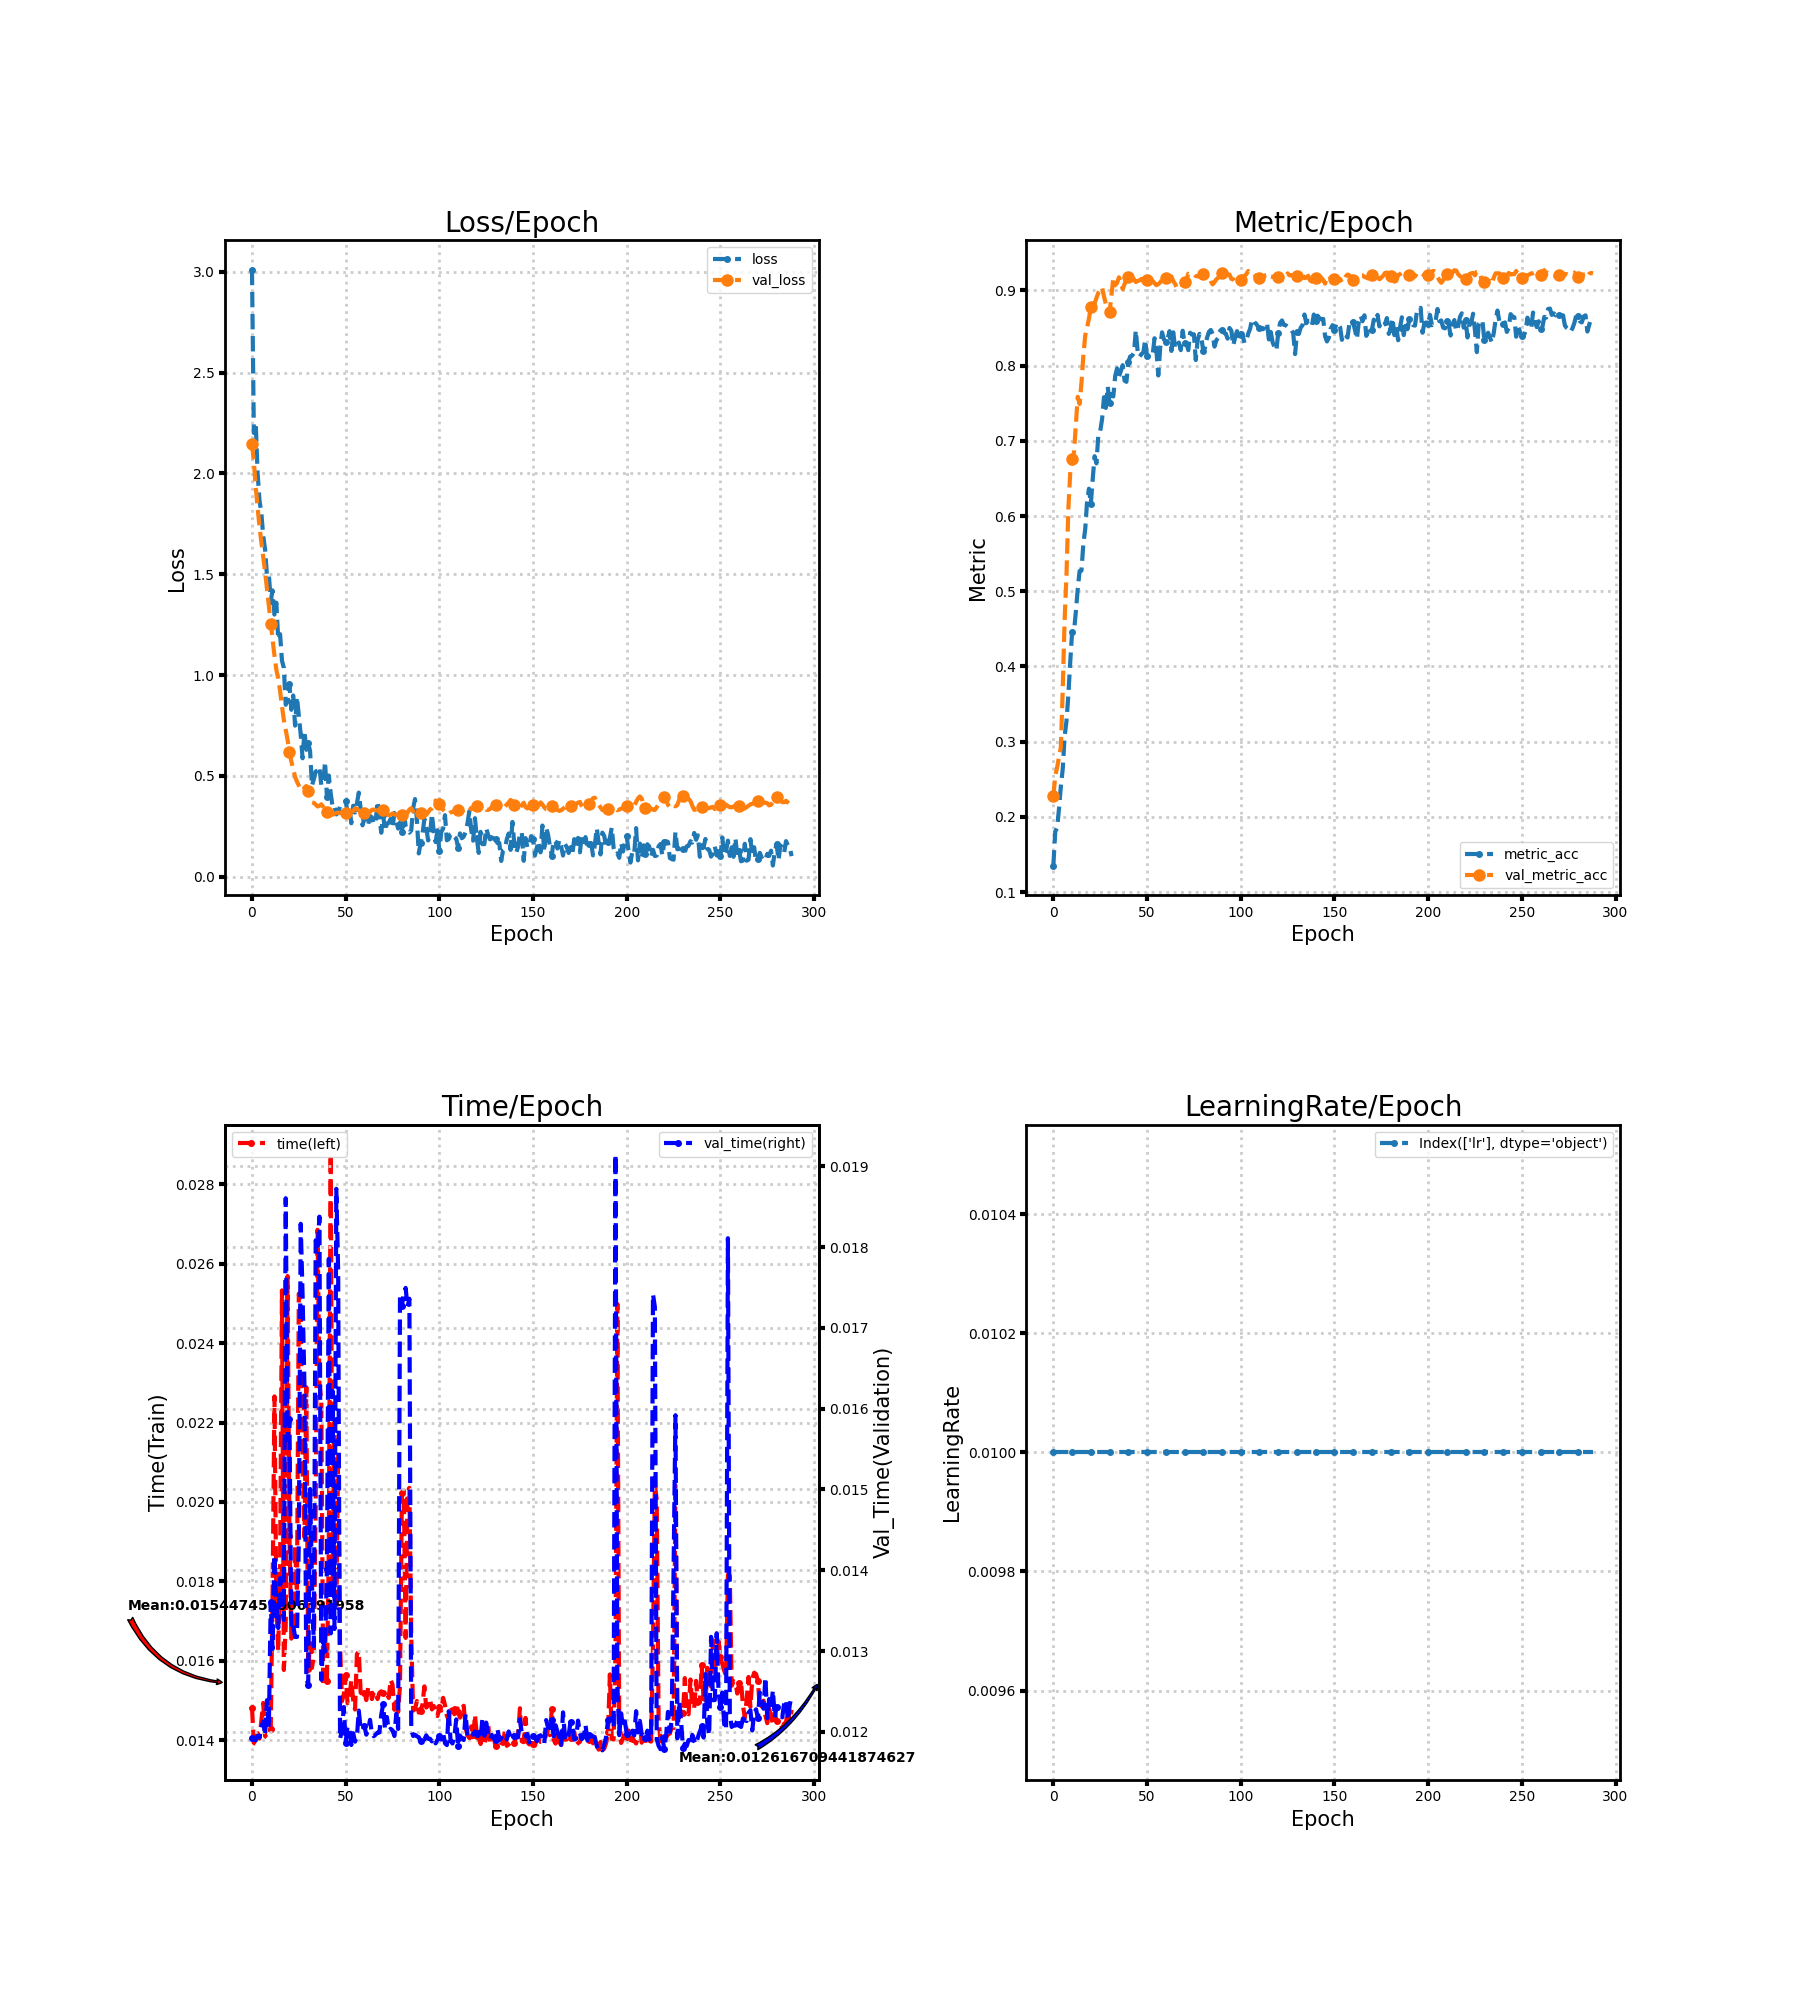 Loss/Epoch
loss
val_loss
3.0
2.5
2.0
1.5
1.0
0.5
0.0
Loss
0 50 100 150 200 250 300
Epoch
Metric/Epoch
0.9
0.8
0.7
0.6
0.5
0.4
0.3
0.2
0.1
Metric
metric_acc
val_metric_acc
0 50 100 150 200 250 300
Epoch
Time/Epoch
time(left)
val_time(right)
0.028
0.026
0.024
0.022
0.020
0.018
0.016
0.014
Time(Train)
0.019
0.018
0.017
0.016
0.015
0.014
0.013
0.012
Val_Time(Validation)
Mean:0.012616709441874627
0 50 100 150 200 250 300
Epoch
LearningRate/Epoch
Index(['lr'], dtype='object')
0.0104
0.0102
0.0100
0.0098
0.0096
LearningRate
0 50 100 150 200 250 300
Epoch